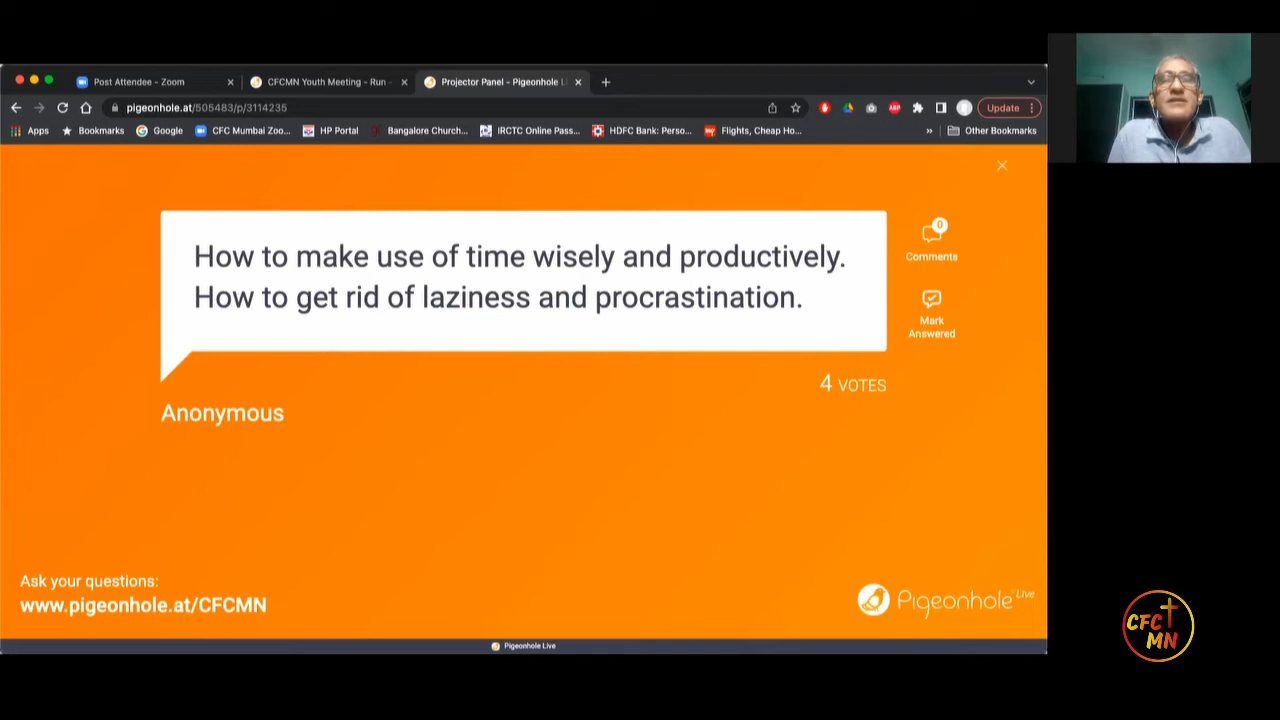 Post Attendee - Zoom
CFCMN Youth Meeting - Run
Projector Panel - Pigeonhole L
pigeonhole.at/505483/p/3114235
ABP
Update
Apps
Bookmarks
Google
CFC Mumbai Zoo...
HP Portal
Bangalore Church...
IRCTC Online Pass...
HDFC Bank: Perso...
my
Flights, Cheap Ho...
Other Bookmarks
How to make use of time wisely and productively.
How to get rid of laziness and procrastination.
0
Comments
Mark
Answered
4 VOTES
Anonymous
Ask your questions:
www.pigeonhole.at/CFCMN
Pigeonhole Live
Pigeonhole Live
CFC
MN